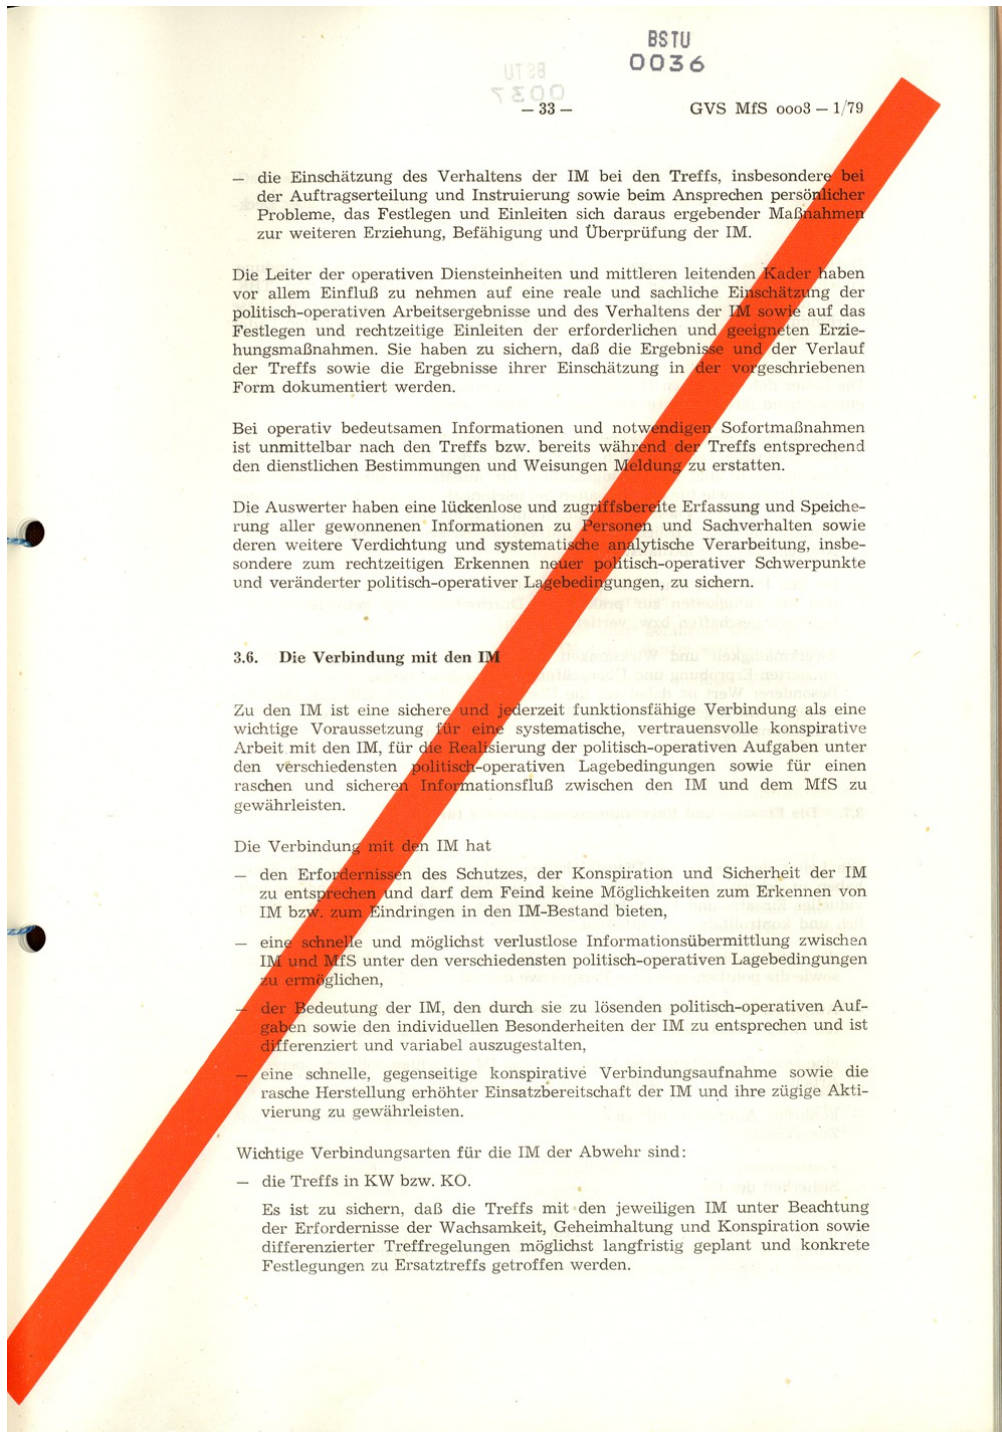 BSTU
0036
BSTU
0037
— 33 —
GVS MfS ooo3 — 1/79
— die Einschätzung des Verhaltens der IM bei den Treffs, insbesondere bei
der Auftragserteilung und Instruierung sowie beim Ansprechen persönlicher
Probleme, das Festlegen und Einleiten sich daraus ergebender Maßnahmen
zur weiteren Erziehung, Befähigung und Überprüfung der IM.
Die Leiter der operativen Diensteinheiten und mittleren leitenden Kader haben
vor allem Einfluß zu nehmen auf eine reale und sachliche Einschätzung der
politisch-operativen Arbeitsergebnisse und des Verhaltens der IM sowie auf das
Festlegen und rechtzeitige Einleiten der erforderlichen und geeigneten Erzie-
hungsmaßnahmen. Sie haben zu sichern, daß die Ergebnisse und der Verlauf
der Treffs sowie die Ergebnisse ihrer Einschätzung in der vorgeschriebenen
Form dokumentiert werden.
Bei operativ bedeutsamen Informationen und notwendigen Sofortmaßnahmen
ist unmittelbar nach den Treffs bzw. bereits während der Treffs entsprechend
den dienstlichen Bestimmungen und Weisungen Meldung zu erstatten.
Die Auswerter haben eine lückenlose und zugriffsbereite Erfassung und Speiche-
rung aller gewonnenen Informationen zu Personen und Sachverhalten sowie
deren weitere Verdichtung und systematische analytische Verarbeitung, insbe-
sondere zum rechtzeitigen Erkennen neuer politisch-operativer Schwerpunkte
und veränderter politisch-operativer Lagebedingungen, zu sichern.
3.6. Die Verbindung mit den IM
Zu den IM ist eine sichere und jederzeit funktionsfähige Verbindung als eine
wichtige Voraussetzung für eine systematische, vertrauensvolle konspirative
Arbeit mit den IM, für die Realisierung der politisch-operativen Aufgaben unter
den verschiedensten politisch-operativen Lagebedingungen sowie für einen
raschen und sicheren Informationsfluß zwischen den IM und dem MfS zu
gewährleisten.
Die Verbindung mit den IM hat
— den Erfordernissen des Schutzes, der Konspiration und Sicherheit der IM
zu entsprechen und darf dem Feind keine Möglichkeiten zum Erkennen von
IM bzw. zum Eindringen in den IM-Bestand bieten,
— eine schnelle und möglichst verlustlose Informationsübermittlung zwischen
IM und MfS unter den verschiedensten politisch-operativen Lagebedingungen
zu ermöglichen,
— der Bedeutung der IM, den durch sie zu lösenden politisch-operativen Auf-
gaben sowie den individuellen Besonderheiten der IM zu entsprechen und ist
differenziert und variabel auszugestalten,
— eine schnelle, gegenseitige konspirative Verbindungsaufnahme sowie die
rasche Herstellung erhöhter Einsatzbereitschaft der IM und ihre zügige Akti-
vierung zu gewährleisten.
Wichtige Verbindungsarten für die IM der Abwehr sind:
— die Treffs in KW bzw. KO.
Es ist zu sichern, daß die Treffs mit den jeweiligen IM unter Beachtung
der Erfordernisse der Wachsamkeit, Geheimhaltung und Konspiration sowie
differenzierter Treffregelungen möglichst langfristig geplant und konkrete
Festlegungen zu Ersatztreffs getroffen werden.